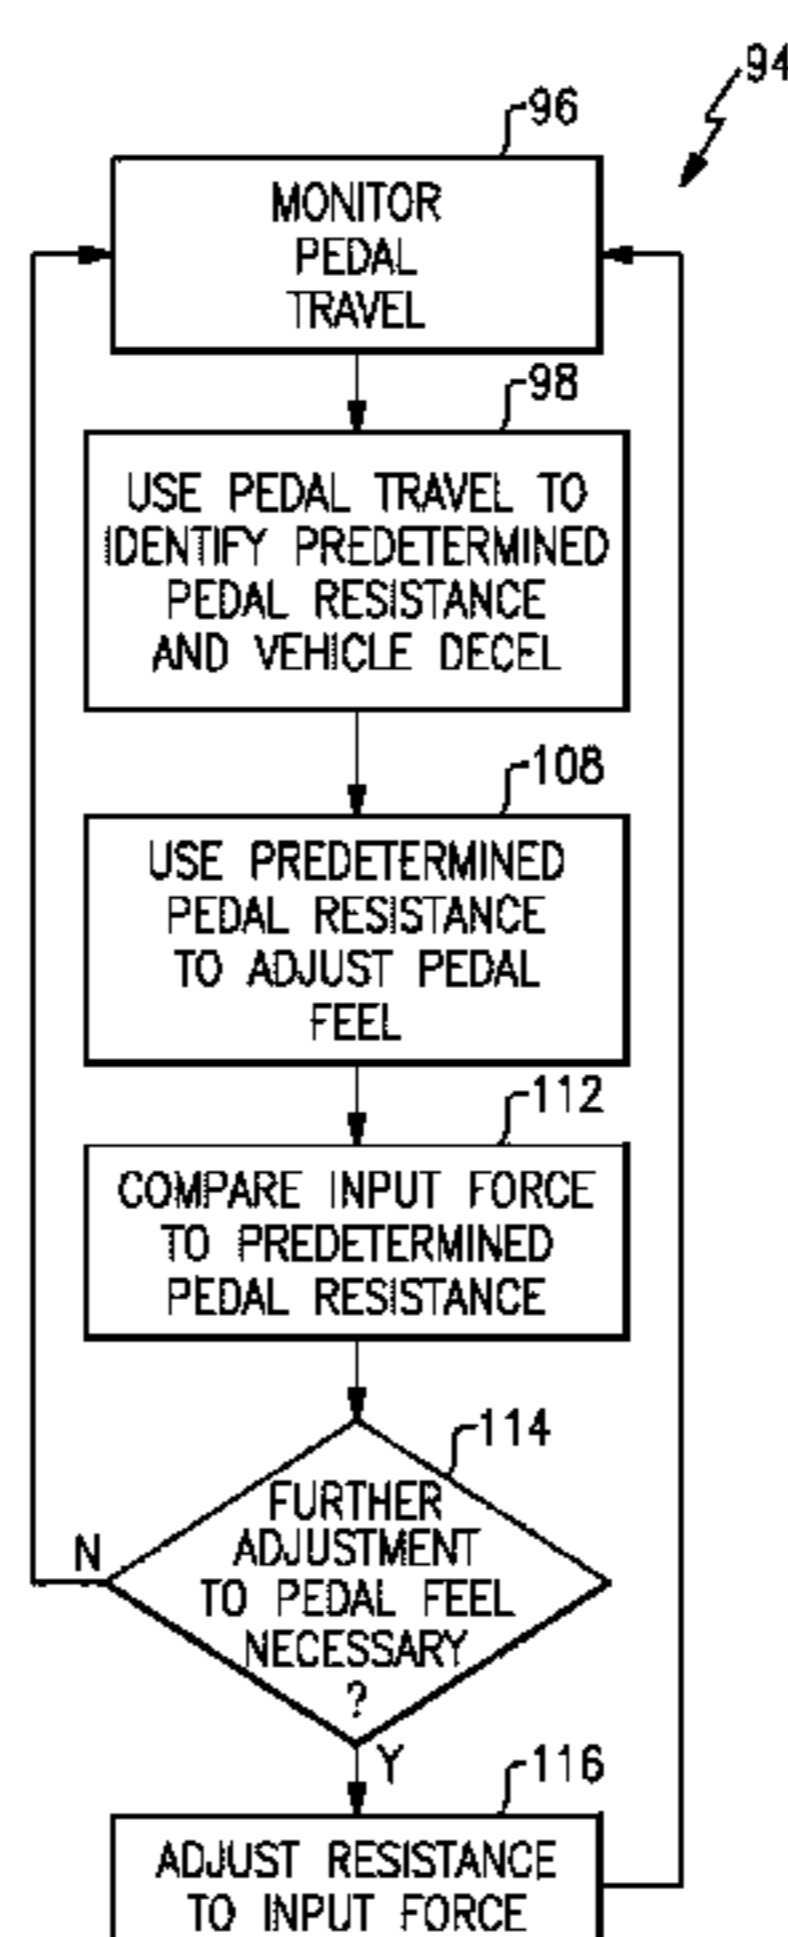 94
96
MONITOR
PEDAL
TRAVEL
98
USE PEDAL TRAVEL TO
IDENTIFY PREDETERMINED
PEDAL RESISTANCE
AND VEHICLE DECEL
108
USE PREDETERMINED
PEDAL RESISTANCE
TO ADJUST PEDAL
FEEL
112
COMPARE INPUT FORCE
TO PREDETERMINED
PEDAL RESISTANCE
114
FURTHER
ADJUSTMENT
TO PEDAL FEEL
NECESSARY
?
N
Y
116
ADJUST RESISTANCE
TO INPUT FORCE